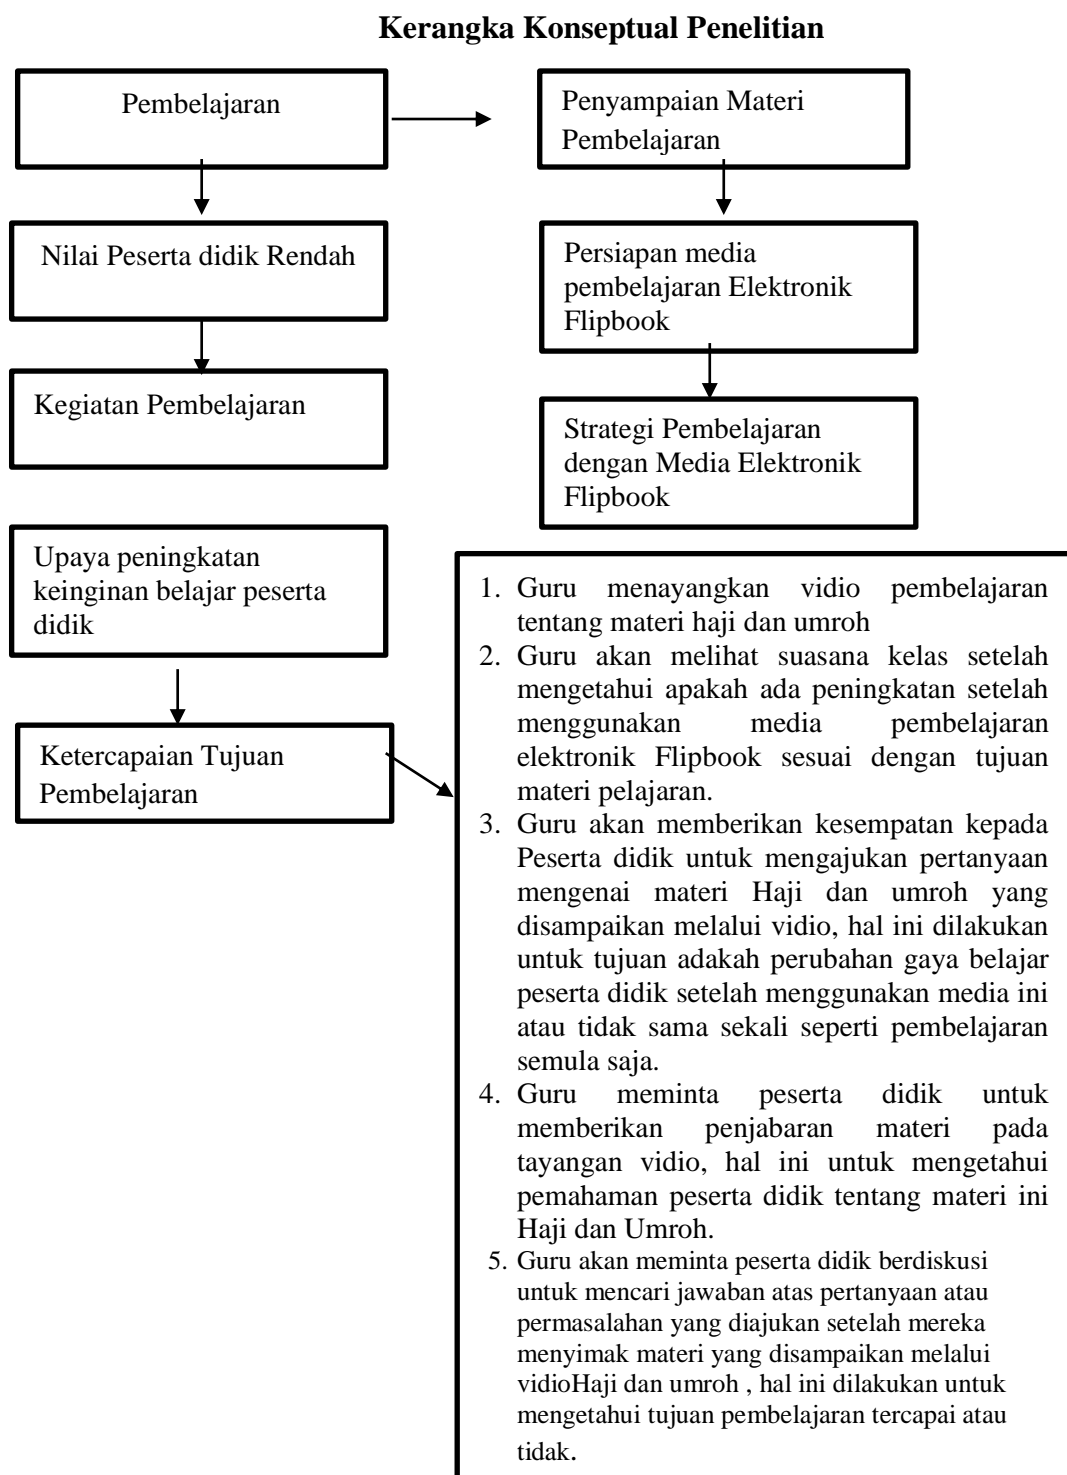 Kerangka Konseptual Penelitian
Pembelajaran
Penyampaian Materi
Pembelajaran
Nilai Peserta didik Rendah
Persiapan media
pembelajaran Elektronik
Flipbook
Kegiatan Pembelajaran
Strategi Pembelajaran
dengan Media Elektronik
Flipbook
Upaya peningkatan
keinginan belajar peserta
didik
Ketercapaian Tujuan
Pembelajaran
1. Guru menayangkan vidio pembelajaran
tentang materi haji dan umroh
2. Guru akan melihat suasana kelas setelah
mengetahui apakah ada peningkatan setelah
menggunakan media pembelajaran
elektronik Flipbook sesuai dengan tujuan
materi pelajaran.
3. Guru akan memberikan kesempatan kepada
Peserta didik untuk mengajukan pertanyaan
mengenai materi Haji dan umroh yang
disampaikan melalui vidio, hal ini dilakukan
untuk tujuan adakah perubahan gaya belajar
peserta didik setelah menggunakan media ini
atau tidak sama sekali seperti pembelajaran
semula saja.
4. Guru meminta peserta didik untuk
memberikan penjabaran materi pada
tayangan vidio, hal ini untuk mengetahui
pemahaman peserta didik tentang materi ini
Haji dan Umroh.
5. Guru akan meminta peserta didik berdiskusi
untuk mencari jawaban atas pertanyaan atau
permasalahan yang diajukan setelah mereka
menyimak materi yang disampaikan melalui
vidioHaji dan umroh , hal ini dilakukan untuk
mengetahui tujuan pembelajaran tercapai atau
tidak.